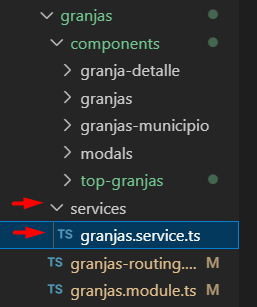 granjas
components
granja-detalle
granjas
granjas-municipio
modals
top-granjas
services
TS granjas.service.ts
TS granjas-routing.... M
TS granjas.module.ts M